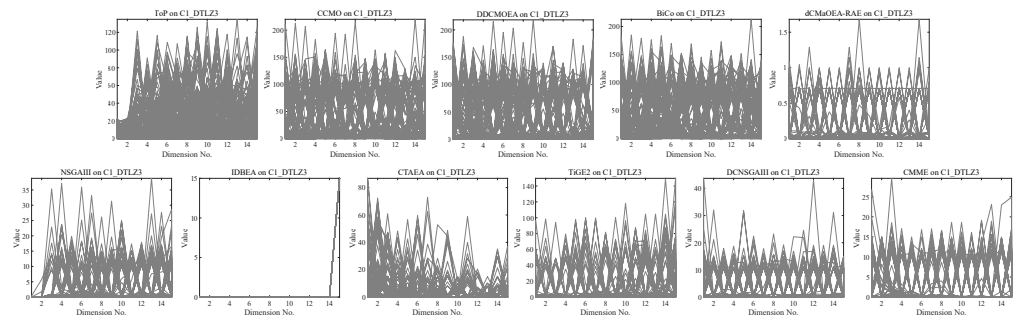 ToP on C1_DTLZ3
CCMO on C1_DTLZ3
DDCMOEA on C1_DTLZ3
BiCo on C1_DTLZ3
dCMaOEA-RAE on C1_DTLZ3
120
100
80
60
40
20
0
2 4 6 8 10 12 14
Dimension No.
Value
200
150
100
50
0
2 4 6 8 10 12 14
Dimension No.
Value
200
150
100
50
0
2 4 6 8 10 12 14
Dimension No.
Value
200
150
100
50
0
2 4 6 8 10 12 14
Dimension No.
Value
1.5
1
0.5
0
2 4 6 8 10 12 14
Dimension No.
NSGAIII on C1_DTLZ3
IDBEA on C1_DTLZ3
CTAEA on C1_DTLZ3
TiGE2 on C1_DTLZ3
DCNSGAIII on C1_DTLZ3
CMME on C1_DTLZ3
Value
35
30
25
20
15
10
5
0
2 4 6 8 10 12 14
Dimension No.
Value
15
10
5
0
2 4 6 8 10 12 14
Dimension No.
Value
80
60
40
20
0
2 4 6 8 10 12 14
Dimension No.
Value
140
120
100
80
60
40
20
0
2 4 6 8 10 12 14
Dimension No.
Value
40
30
20
10
0
2 4 6 8 10 12 14
Dimension No.
Value
25
20
15
10
5
0
2 4 6 8 10 12 14
Dimension No.